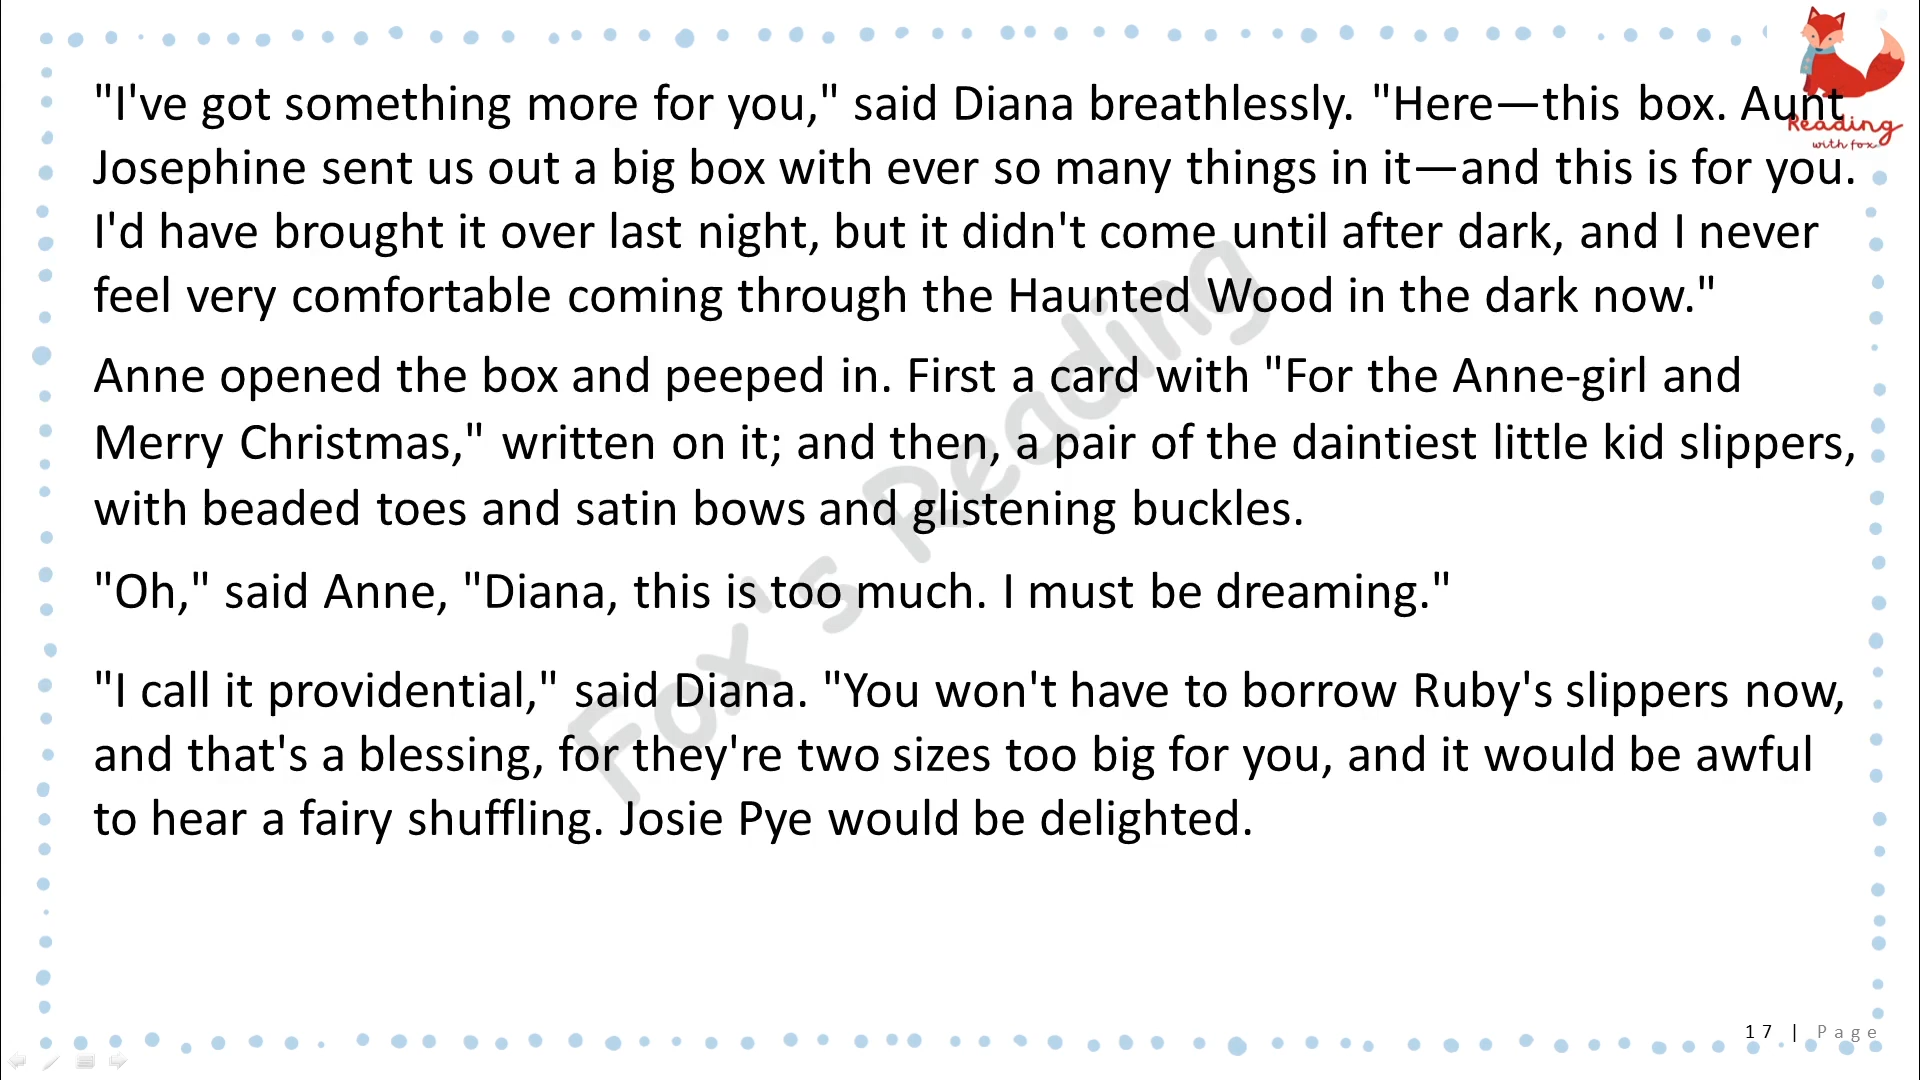 "I've got something more for you," said Diana breathlessly. "Here—this box. Aunt
Reading
with fox
Josephine sent us out a big box with ever so many things in it—and this is for you.
I'd have brought it over last night, but it didn't come until after dark, and I never
feel very comfortable coming through the Haunted Wood in the dark now."
Anne opened the box and peeped in. First a card with "For the Anne-girl and
Merry Christmas," written on it; and then, a pair of the daintiest little kid slippers,
with beaded toes and satin bows and glistening buckles.
"Oh," said Anne, "Diana, this is too much. I must be dreaming."
"I call it providential," said Diana. "You won't have to borrow Ruby's slippers now,
and that's a blessing, for they're two sizes too big for you, and it would be awful
to hear a fairy shuffling. Josie Pye would be delighted.
Fox's Reading
17 | Page